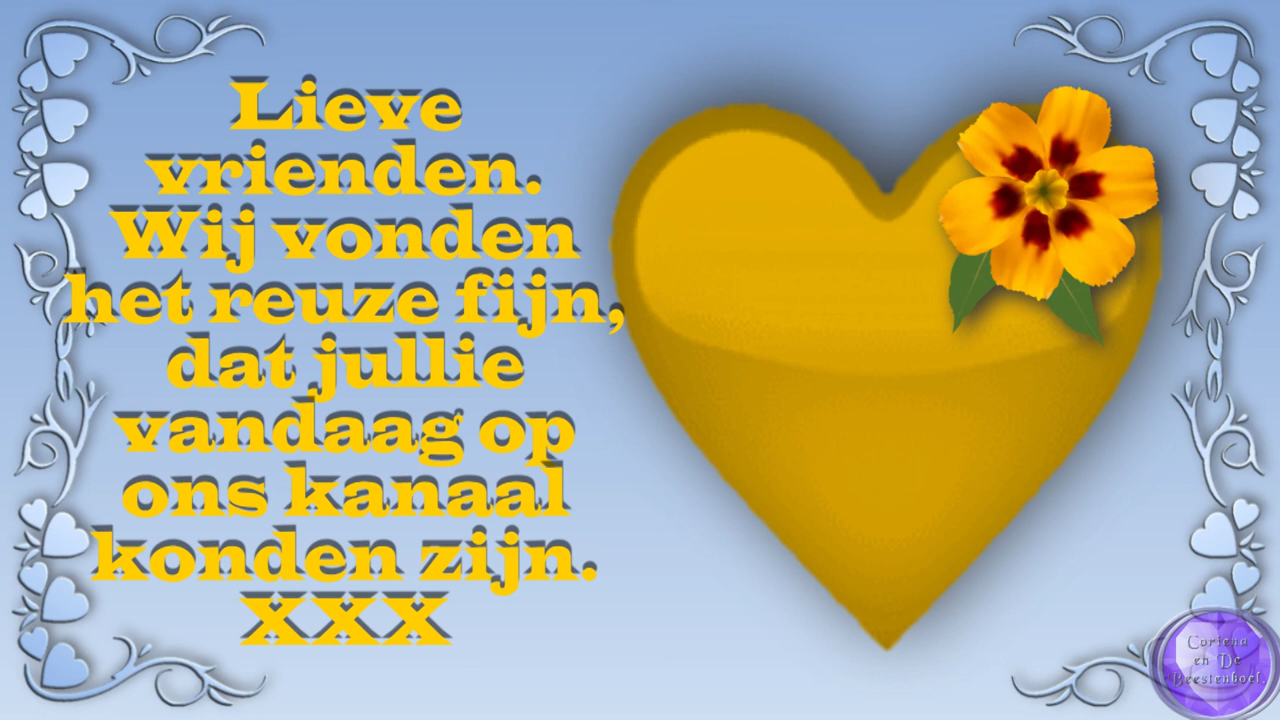 Lieve
vrienden.
Wij vonden
het reuze fijn,
dat jullie
vandaag op
ons kanaal
konden zijn.
XXX
Coriena
en De
Beestenboel.